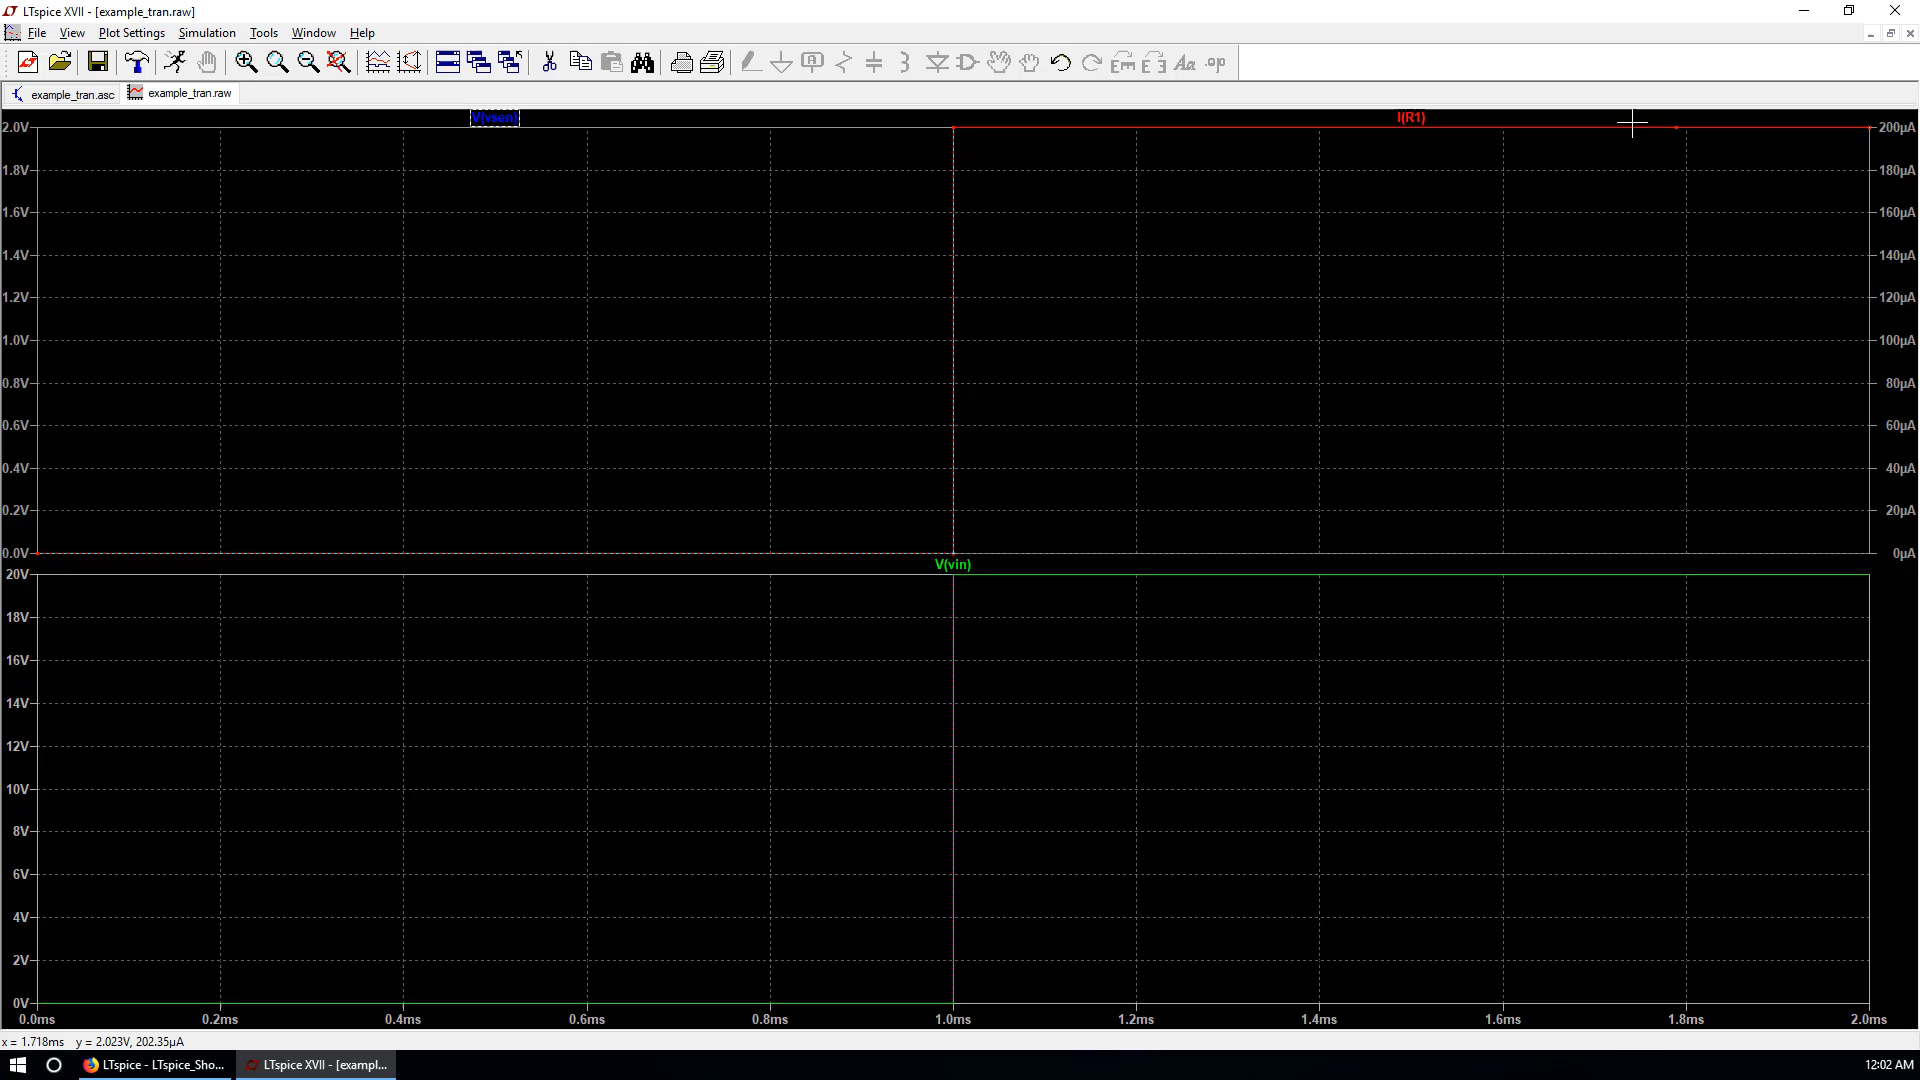 LTspice XVII - [example_tran.raw]
File View Plot Settings Simulation Tools Window Help
Aa .op
example_tran.asc example_tran.raw
V(vsen) I(R1)
2.0V 200µA
1.8V 180µA
1.6V 160µA
1.4V 140µA
1.2V 120µA
1.0V 100µA
0.8V 80µA
0.6V 60µA
0.4V 40µA
0.2V 20µA
0.0V 0µA
V(vin)
20V
18V
16V
14V
12V
10V
8V
6V
4V
2V
0V
0.0ms 0.2ms 0.4ms 0.6ms 0.8ms 1.0ms 1.2ms 1.4ms 1.6ms 1.8ms 2.0ms
x = 1.718ms y = 2.023V, 202.35µA
LTspice - LTspice_Sho... LTspice XVII - [exampl... 12:02 AM